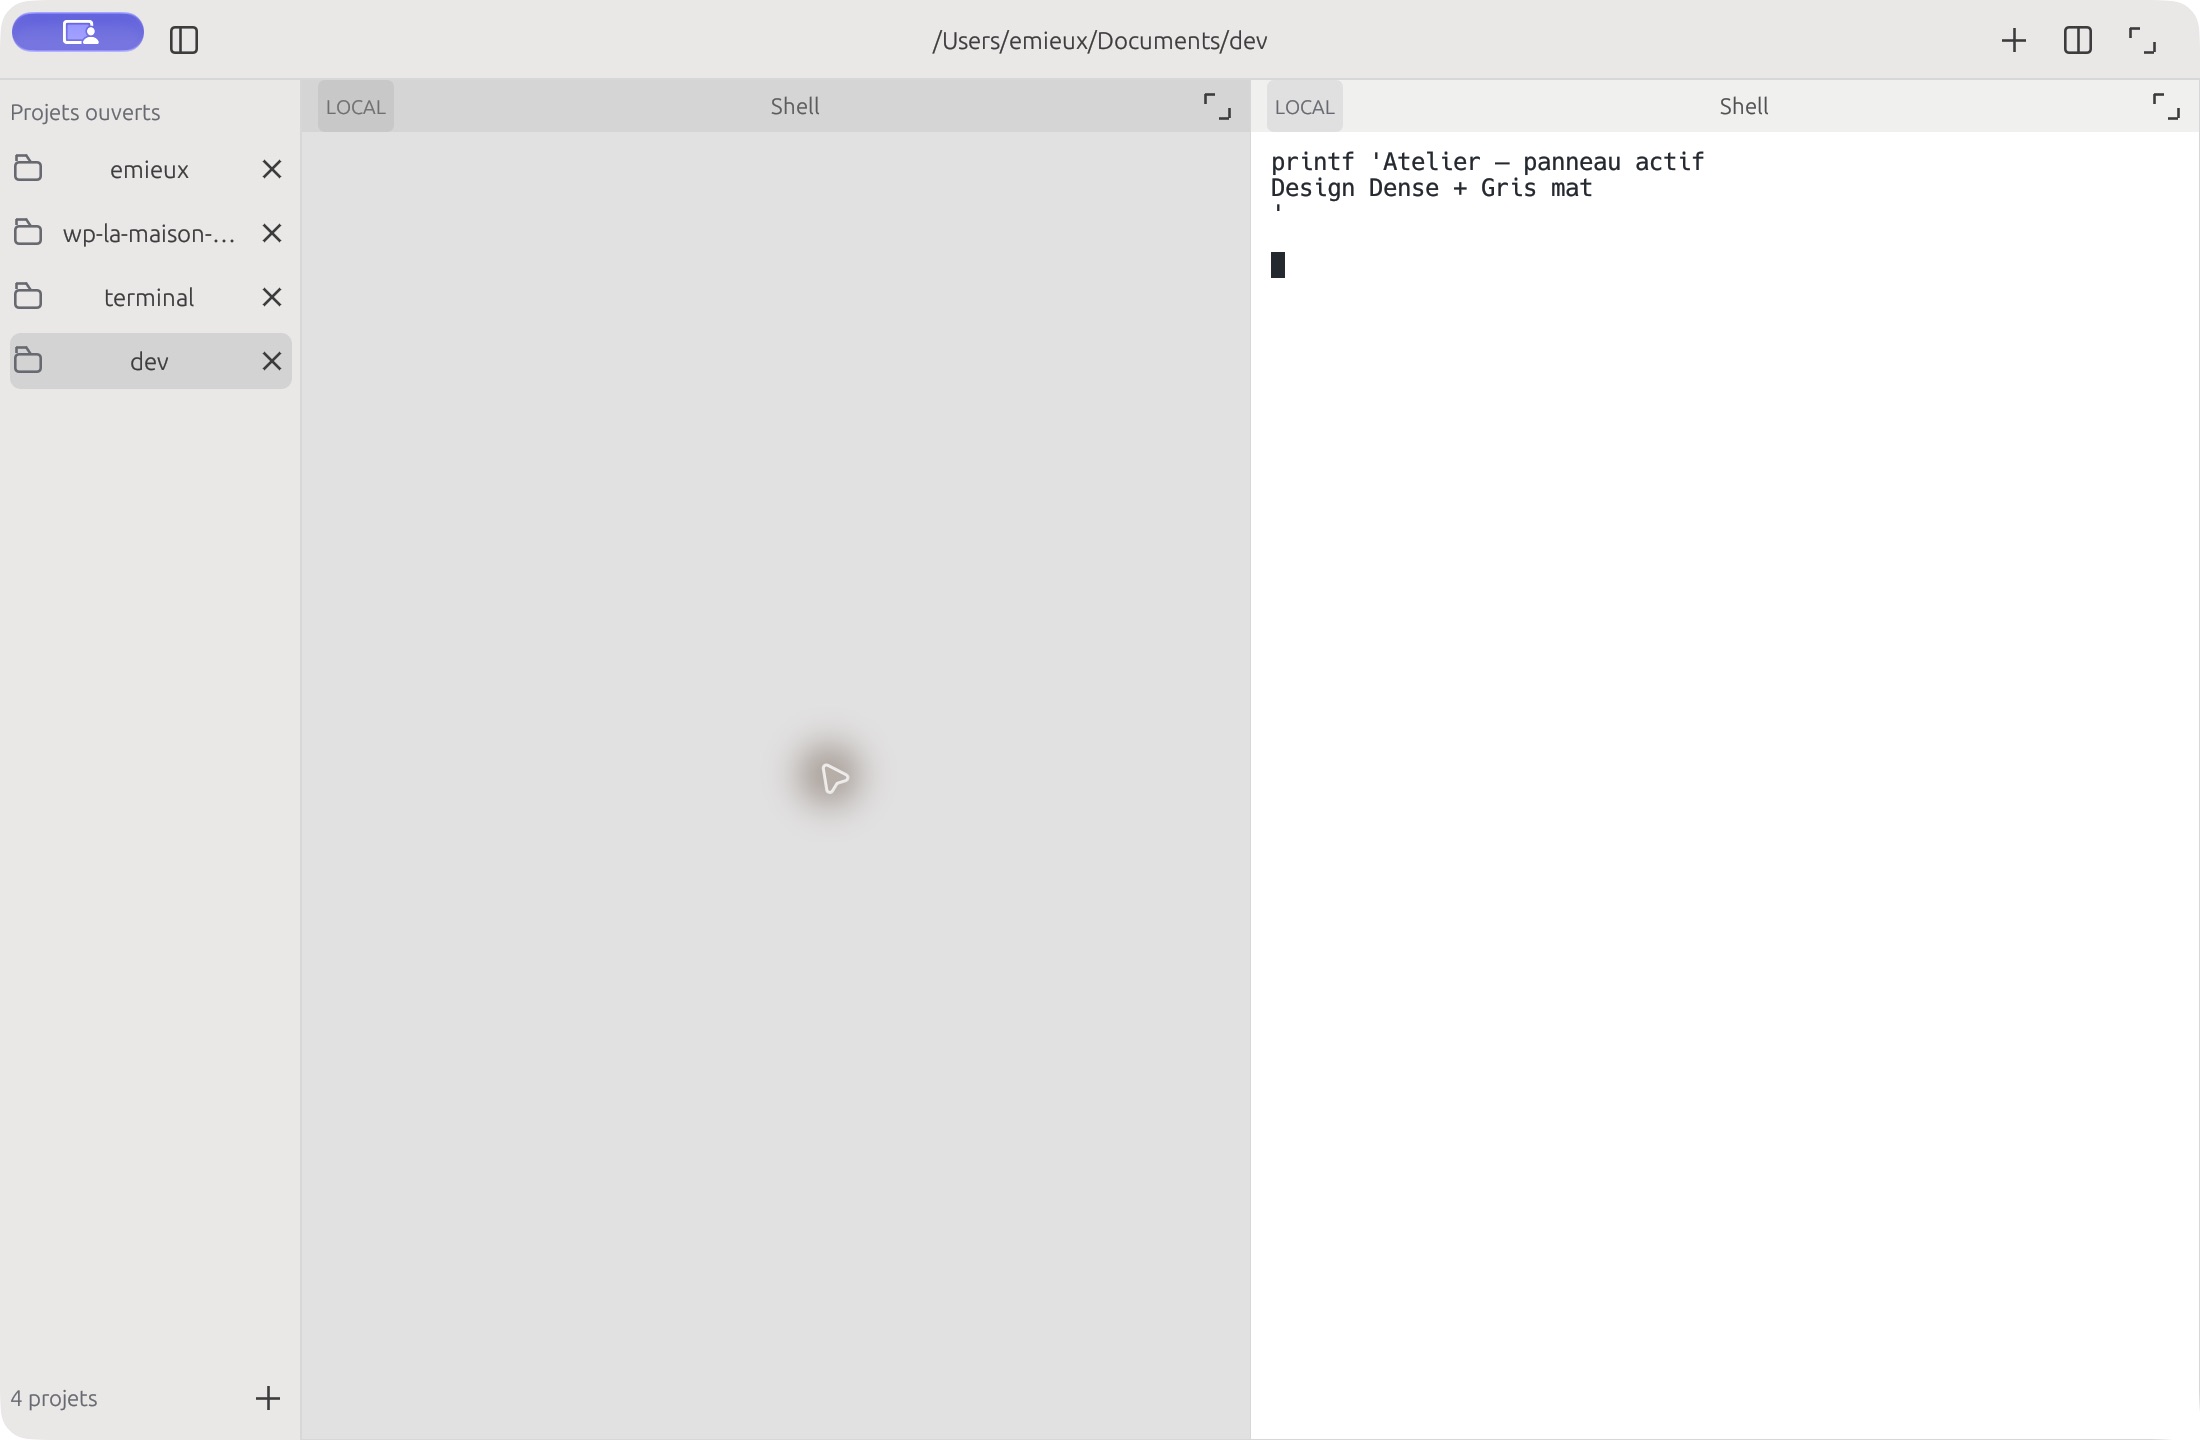 /Users/emieux/Documents/dev
Projets ouverts
emieux
wp-la-maison-...
terminal
dev
4 projets
LOCAL
Shell
LOCAL
Shell
printf 'Atelier — panneau actif
Design Dense + Gris mat
'